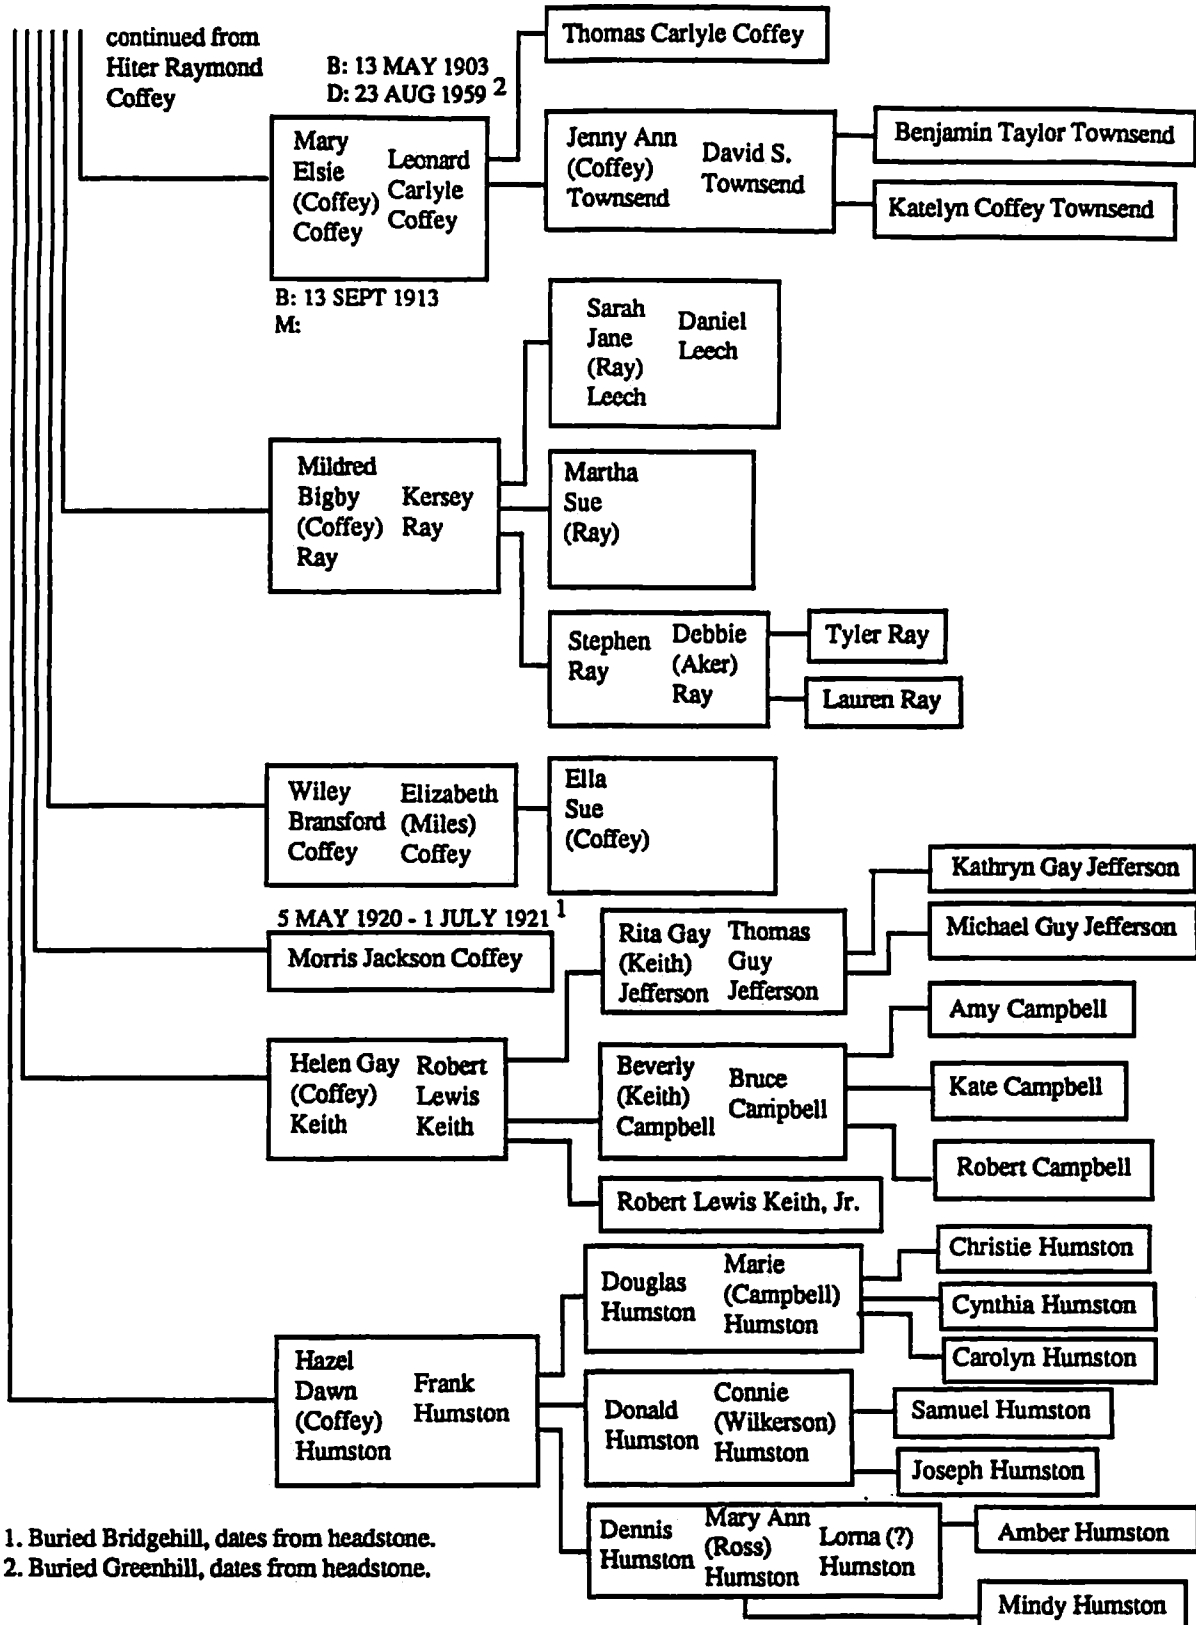 continued from
Hiter Raymond
Coffey
B: 13 MAY 1903
D: 23 AUG 1959 2
Mary
Elsie
(Coffey)
Coffey
Leonard
Carlyle
Coffey
B: 13 SEPT 1913
M:
Thomas Carlyle Coffey
Jenny Ann
(Coffey)
Townsend
David S.
Townsend
Benjamin Taylor Townsend
Katelyn Coffey Townsend
Mildred
Bigby
(Coffey)
Ray
Kersey
Ray
Sarah
Jane
(Ray)
Leech
Daniel
Leech
Martha
Sue
(Ray)
Stephen
Ray
Debbie
(Aker)
Ray
Tyler Ray
Lauren Ray
Wiley
Bransford
Coffey
Elizabeth
(Miles)
Coffey
Ella
Sue
(Coffey)
5 MAY 1920 - 1 JULY 1921 1
Morris Jackson Coffey
Helen Gay
(Coffey)
Keith
Robert
Lewis
Keith
Rita Gay
(Keith)
Jefferson
Thomas
Guy
Jefferson
Kathryn Gay Jefferson
Michael Guy Jefferson
Beverly
(Keith)
Campbell
Bruce
Campbell
Amy Campbell
Kate Campbell
Robert Campbell
Robert Lewis Keith, Jr.
Hazel
Dawn
(Coffey)
Humston
Frank
Humston
Douglas
Humston
Marie
(Campbell)
Humston
Christie Humston
Cynthia Humston
Carolyn Humston
Donald
Humston
Connie
(Wilkerson)
Humston
Samuel Humston
Joseph Humston
Dennis
Humston
Mary Ann
(Ross)
Humston
Lorna (?)
Humston
Amber Humston
Mindy Humston
1. Buried Bridgehill, dates from headstone.
2. Buried Greenhill, dates from headstone.